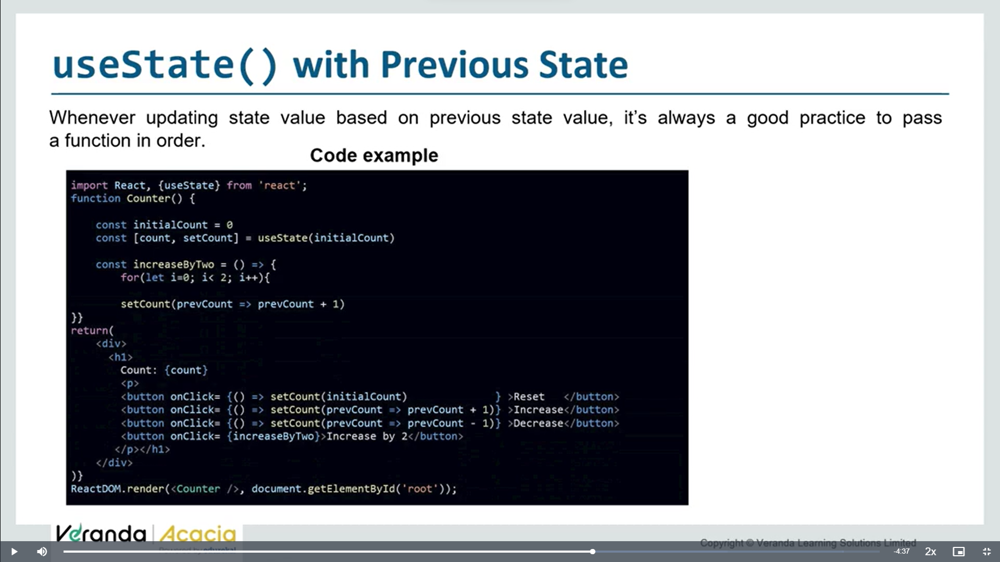 useState() with Previous State
Whenever updating state value based on previous state value, it’s always a good practice to pass
a function in order.
Code example
import React, {useState} from 'react';
function Counter() {
const initialCount = 0
const [count, setCount] = useState(initialCount)
const increaseByTwo = () => {
for(let i=0; i< 2; i++){
setCount(prevCount => prevCount + 1)
}}
return(
<div>
<h1>
Count: {count}
<p>
<button onClick= {() => setCount(initialCount) } >Reset </button>
<button onClick= {() => setCount(prevCount => prevCount + 1)} >Increase</button>
<button onClick= {() => setCount(prevCount => prevCount - 1)} >Decrease</button>
<button onClick= {increaseByTwo}>Increase by 2</button>
</p></h1>
</div>
)}
ReactDOM.render(<Counter />, document.getElementById('root'));
Veranda | Acacia
Powered by edureka!
Copyright © Veranda Learning Solutions Limited
-4:37 2x